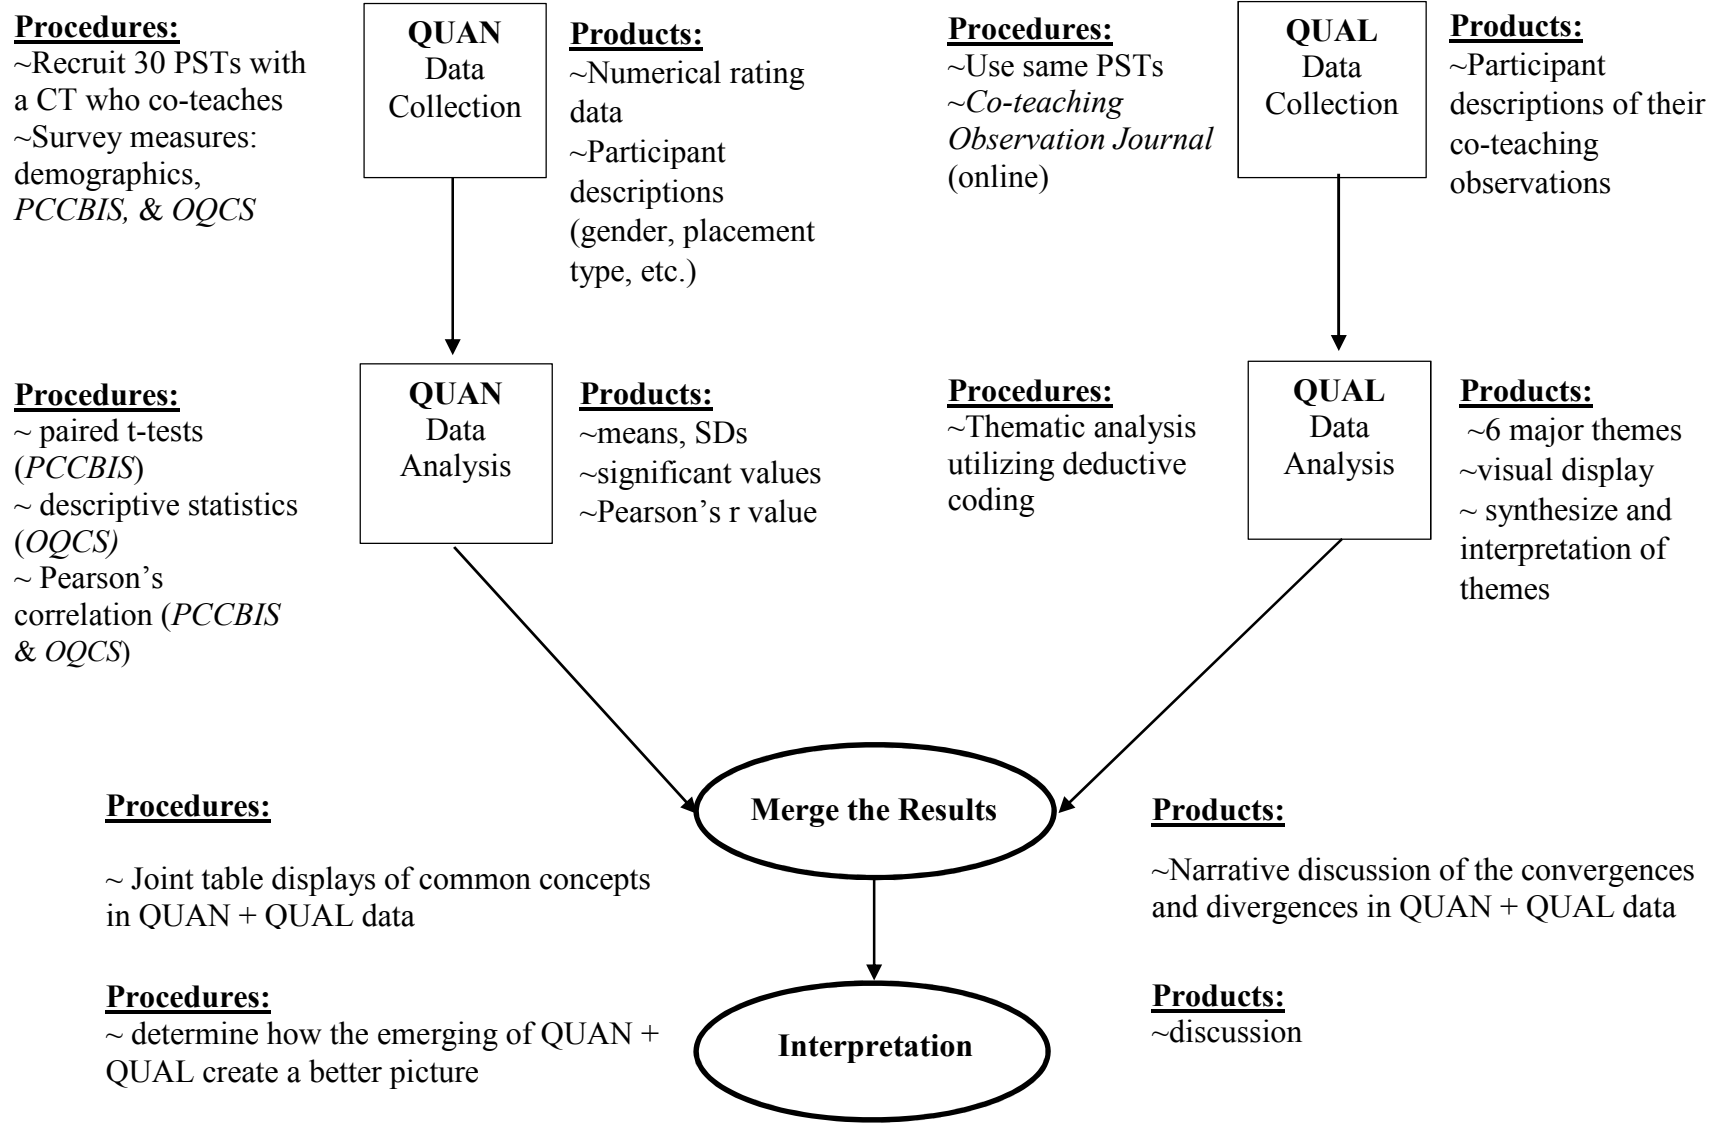 Procedures:
~Recruit 30 PSTs with
a CT who co-teaches
~Survey measures:
demographics,
PCCBIS, & OQCS
QUAN
Data
Collection
Products:
~Numerical rating
data
~Participant
descriptions
(gender, placement
type, etc.)
Procedures:
~Use same PSTs
~Co-teaching
Observation Journal
(online)
QUAL
Data
Collection
Products:
~Participant
descriptions of their
co-teaching
observations
Procedures:
~ paired t-tests
(PCCBIS)
~ descriptive statistics
(OQCS)
~ Pearson’s
correlation (PCCBIS
& OQCS)
QUAN
Data
Analysis
Products:
~means, SDs
~significant values
~Pearson’s r value
Procedures:
~Thematic analysis
utilizing deductive
coding
QUAL
Data
Analysis
Products:
~6 major themes
~visual display
~ synthesize and
interpretation of
themes
Procedures:
~ Joint table displays of common concepts
in QUAN + QUAL data
Merge the Results
Products:
~Narrative discussion of the convergences
and divergences in QUAN + QUAL data
Procedures:
~ determine how the emerging of QUAN +
QUAL create a better picture
Interpretation
Products:
~discussion